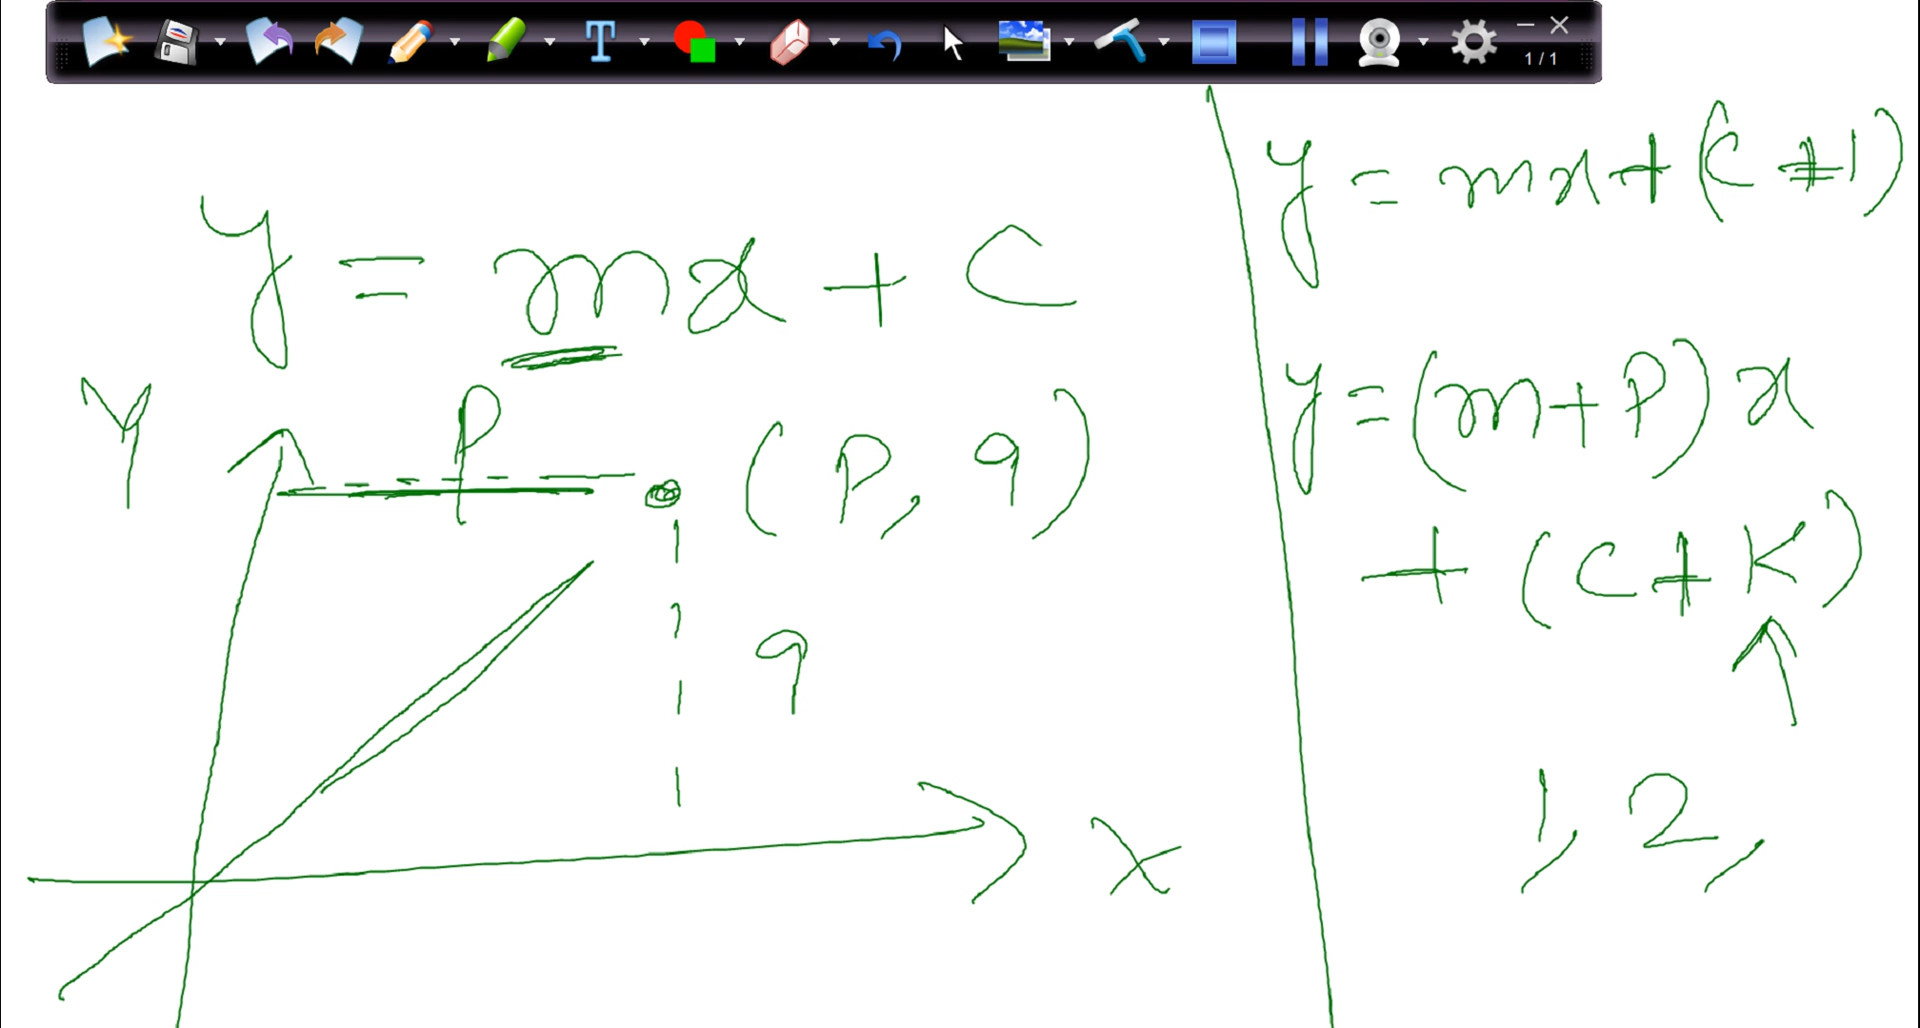 1/1
y = mx + C
Y
P
(P, q)
q
X
y = mx + (C ≠ 1)
y = (m + P) x
+ (C + K)
1, 2,